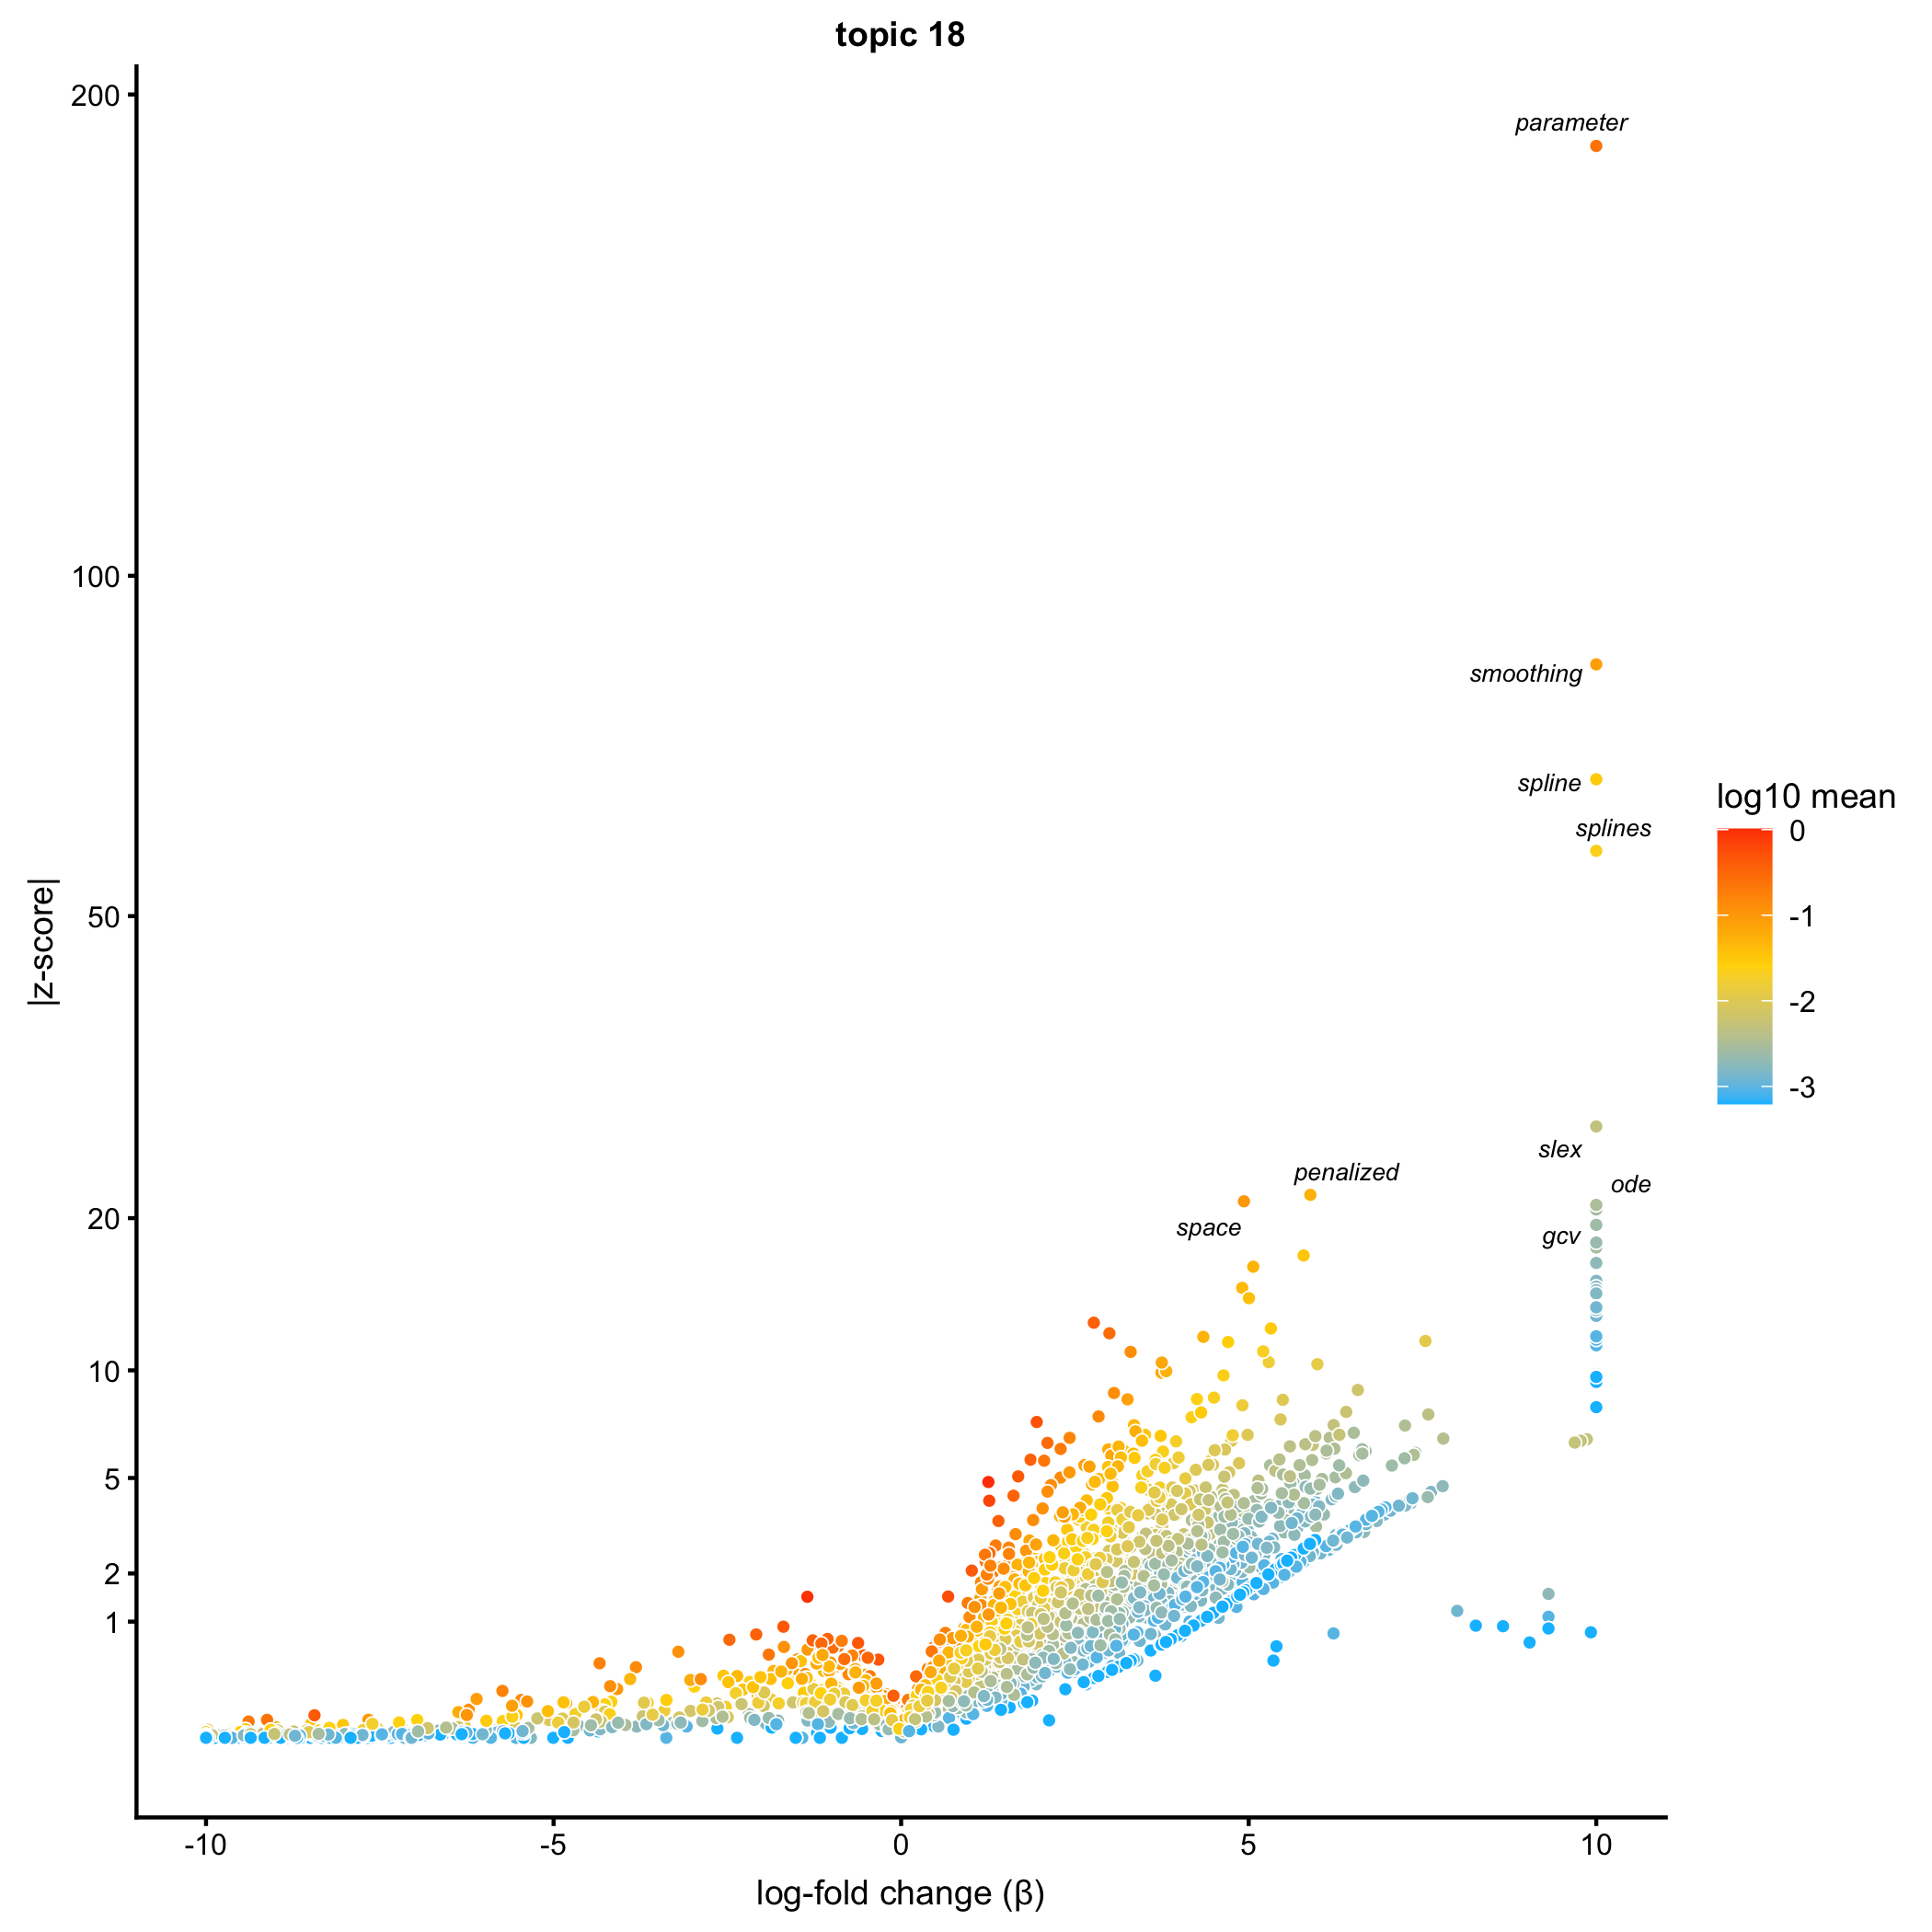 topic 18
200
100
50
20
10
5
2
1
|z-score|
parameter
smoothing
spline
splines
slex
ode
gcv
penalized
space
log10 mean
0
-1
-2
-3
-10
-5
0
5
10
log-fold change (β)